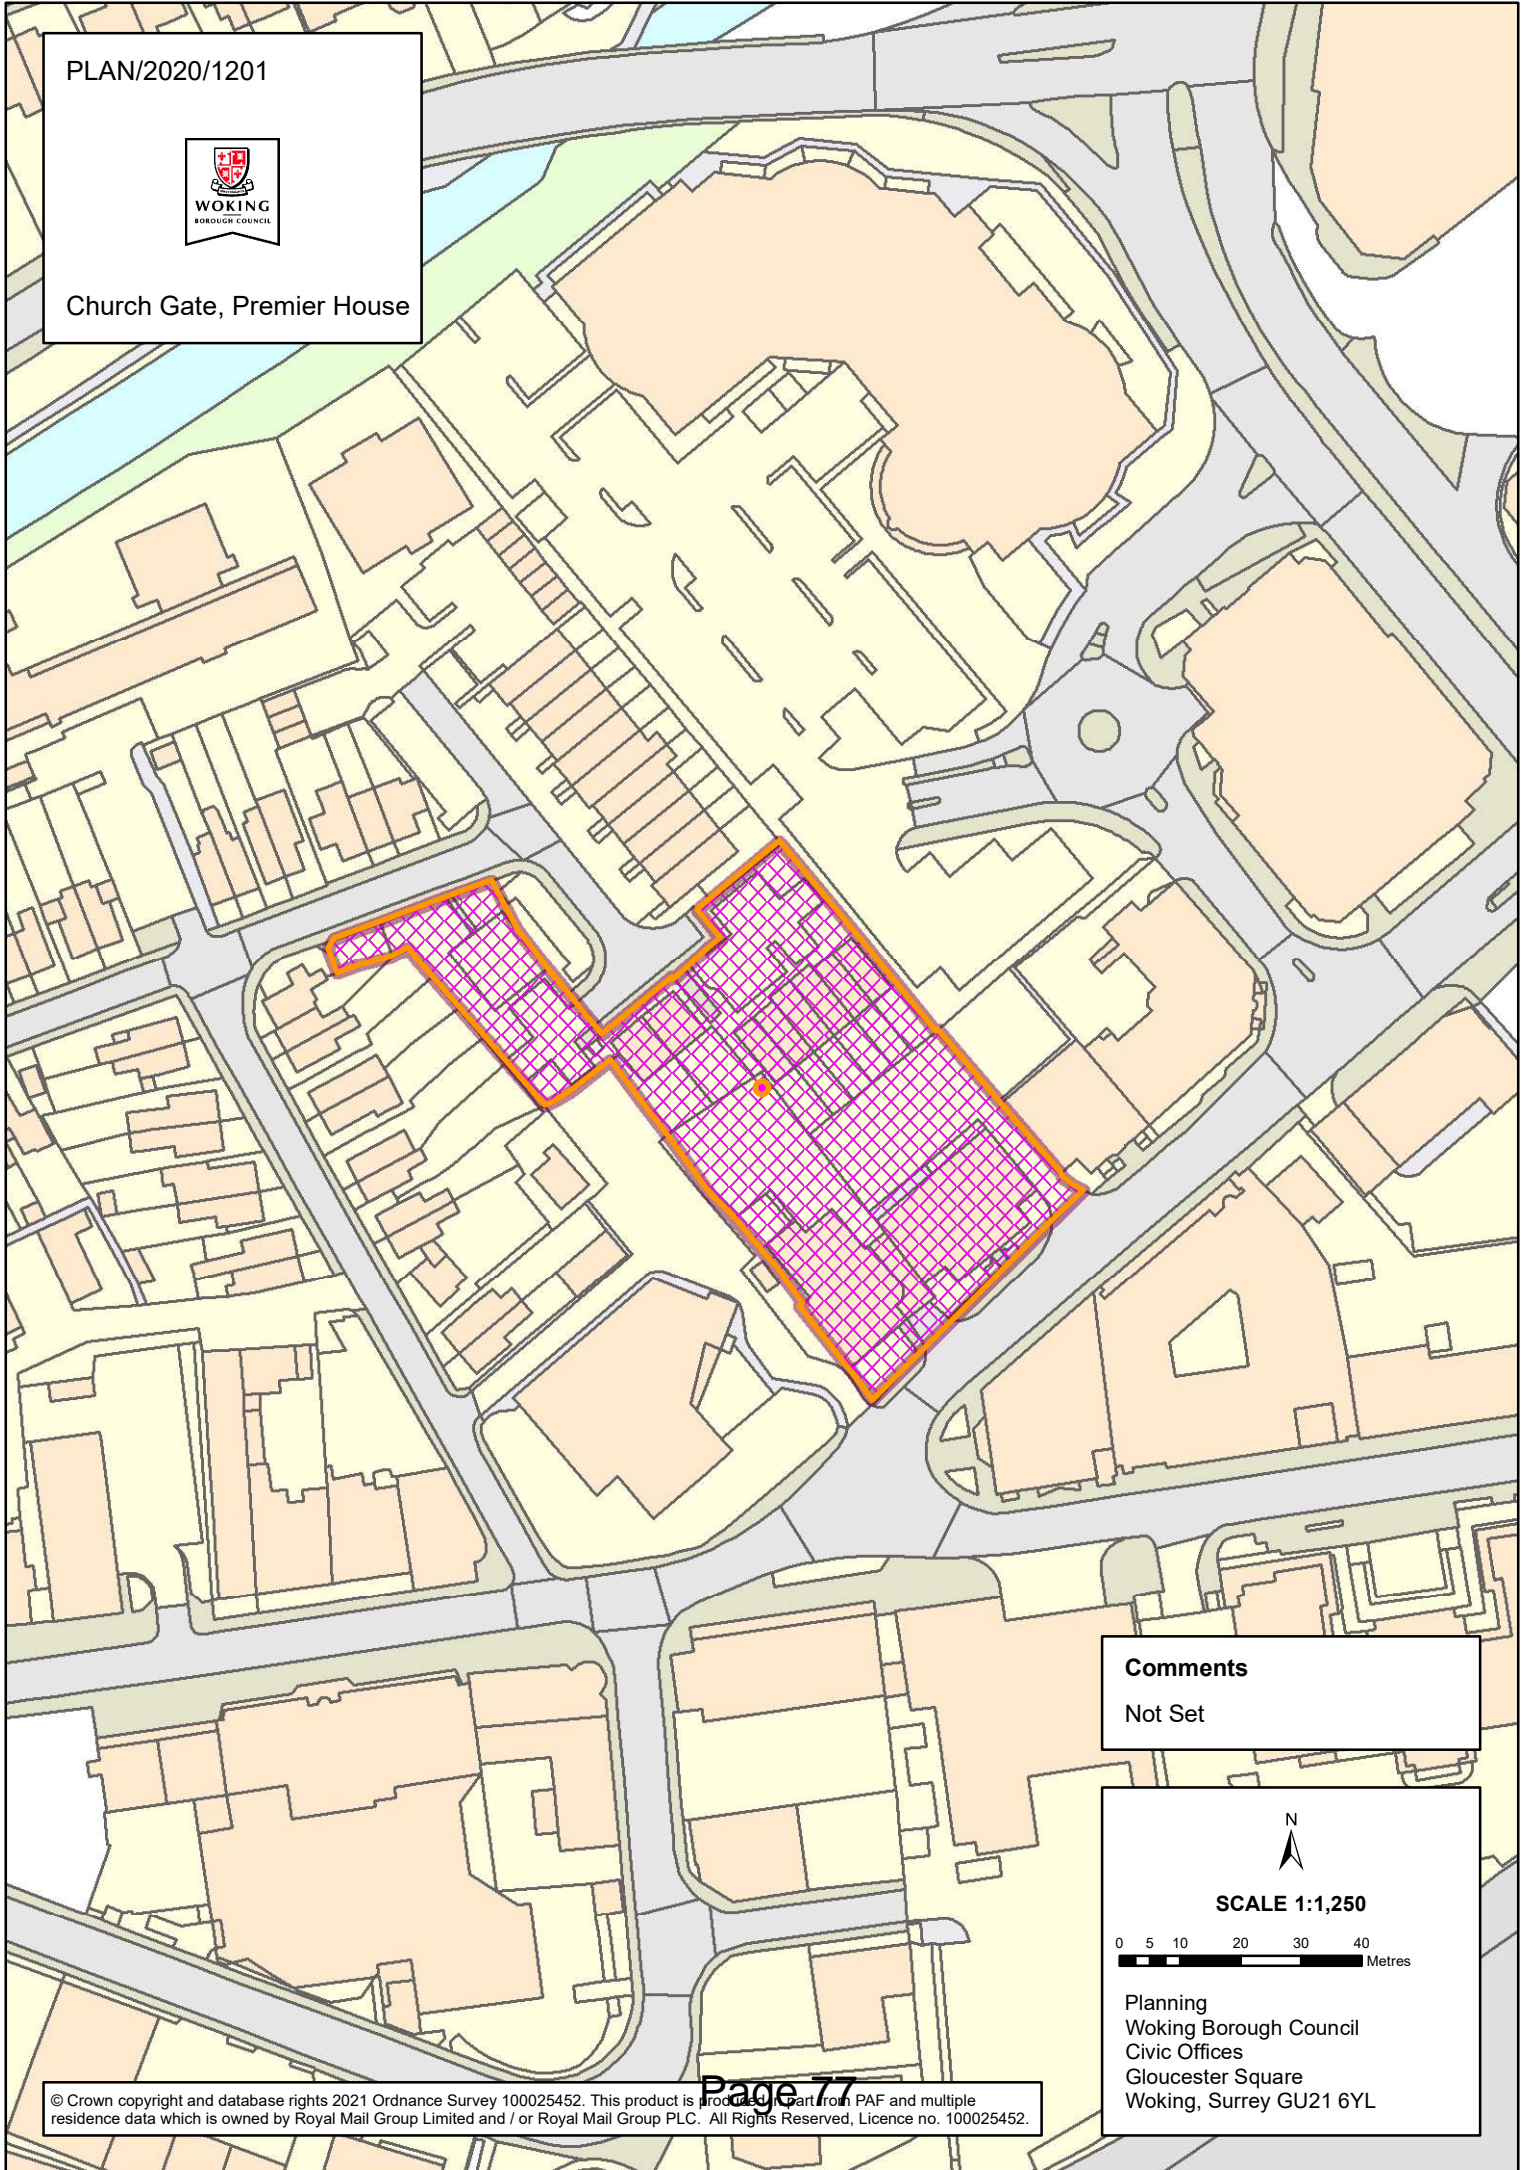 PLAN/2020/1201
WOKING
BOROUGH COUNCIL
Church Gate, Premier House
Comments
Not Set
N
SCALE 1:1,250
0 5 10 20 30 40
Metres
Planning
Woking Borough Council
Civic Offices
Gloucester Square
Woking, Surrey GU21 6YL
Page 77
© Crown copyright and database rights 2021 Ordnance Survey 100025452. This product is produced in part from PAF and multiple
residence data which is owned by Royal Mail Group Limited and / or Royal Mail Group PLC. All Rights Reserved, Licence no. 100025452.